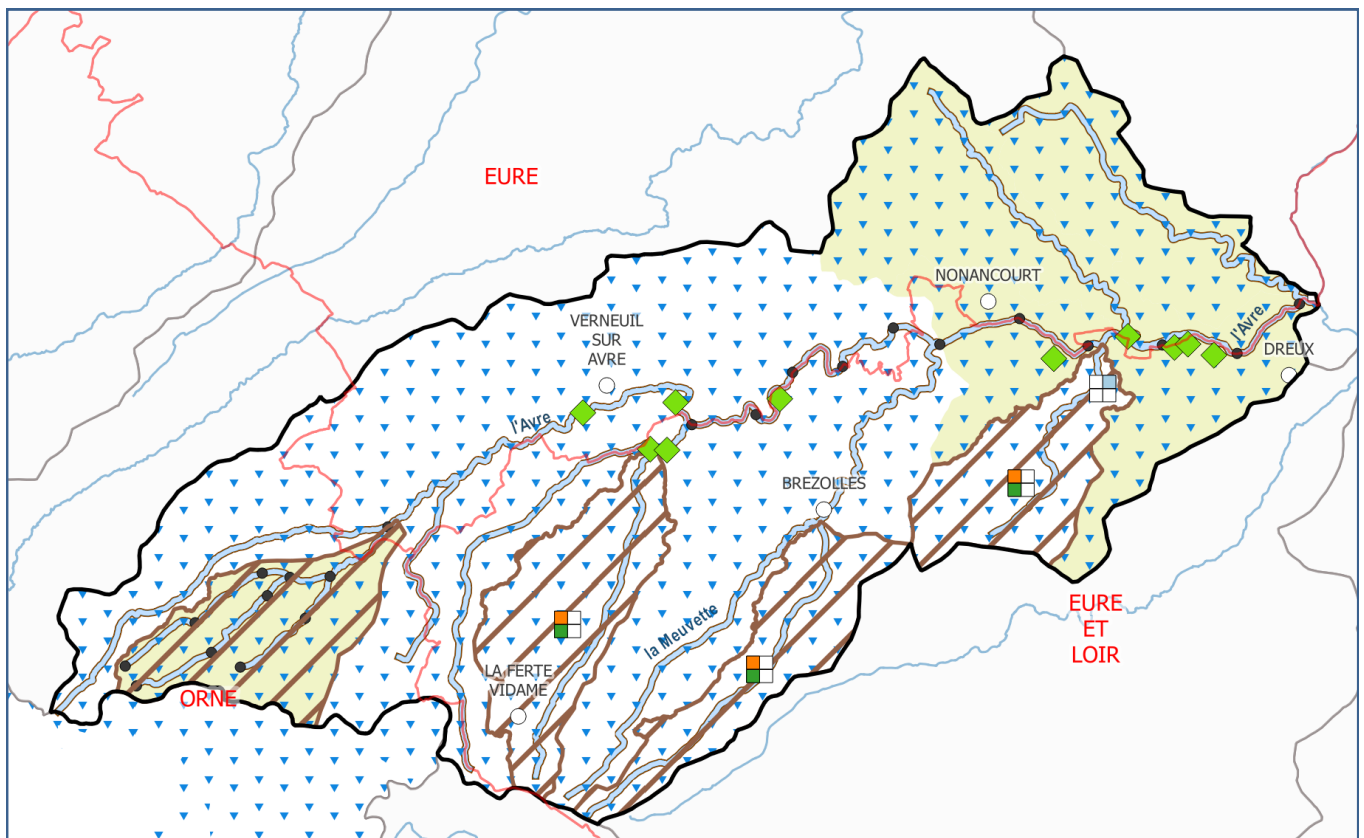 EURE
NONANCOURT
l'Avre
VERNEUIL
SUR
AVRE
DREUX
l'Avre
BREZOLLES
la Meuvette
EURE
ET
LOIR
LA FERTE
VIDAME
ORNE